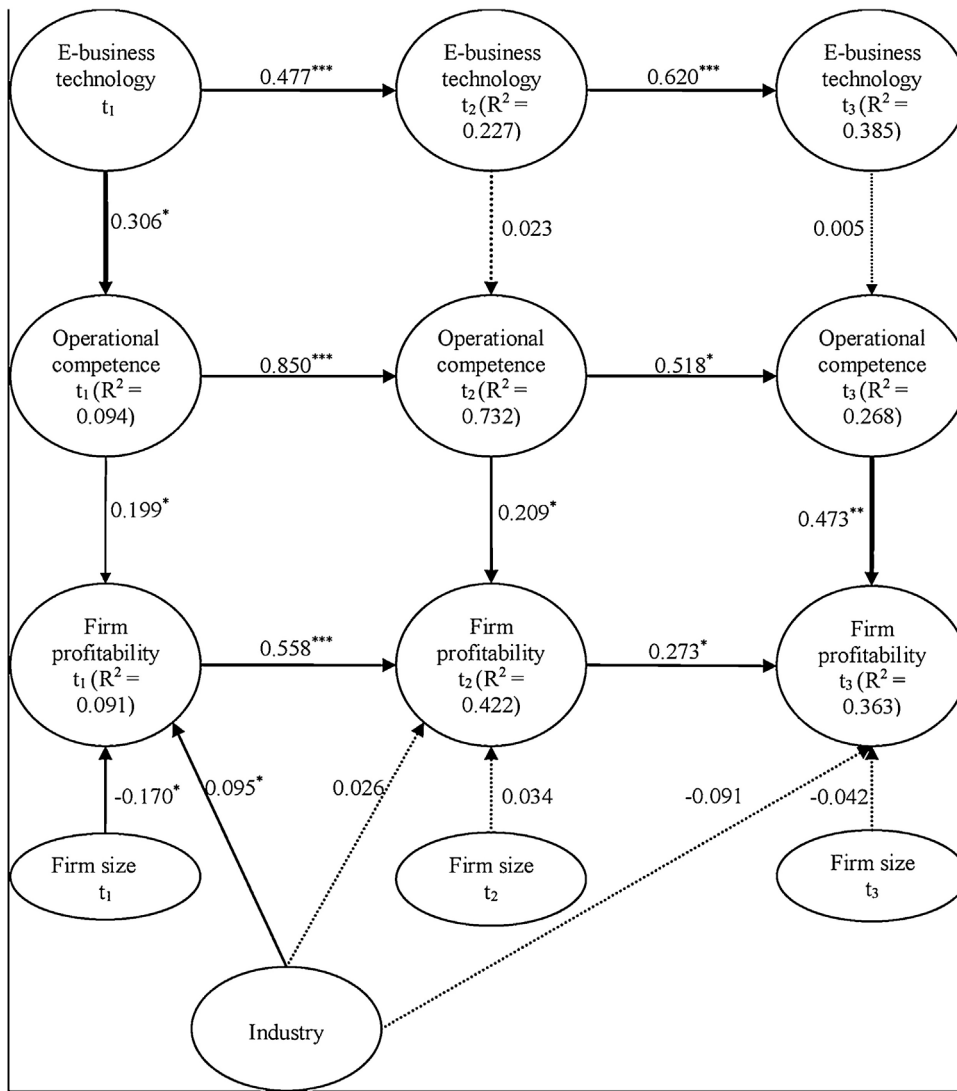 E-business
technology
t₁
0.477***
E-business
technology
t₂ (R² =
0.227)
0.620***
E-business
technology
t₃ (R² =
0.385)
0.306*
0.023
0.005
Operational
competence
t₁ (R² =
0.094)
0.850***
Operational
competence
t₂ (R² =
0.732)
0.518*
Operational
competence
t₃ (R² =
0.268)
0.199*
0.209*
0.473**
Firm
profitability
t₁ (R² =
0.091)
0.558***
Firm
profitability
t₂ (R² =
0.422)
0.273*
Firm
profitability
t₃ (R² =
0.363)
-0.170*
0.095*
0.026
0.034
-0.091
-0.042
Firm size
t₁
Firm size
t₂
Firm size
t₃
Industry